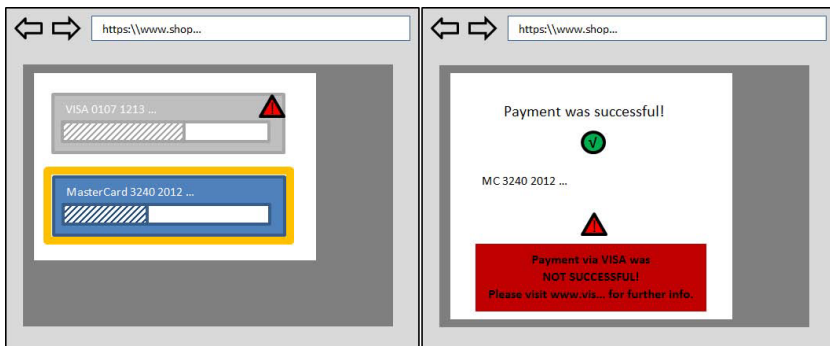 https:\\www.shop...
VISA 0107 1213 ...
MasterCard 3240 2012 ...
https:\\www.shop...
Payment was successful!
√
MC 3240 2012 ...
Payment via VISA was
NOT SUCCESSFUL!
Please visit www.vis... for further info.